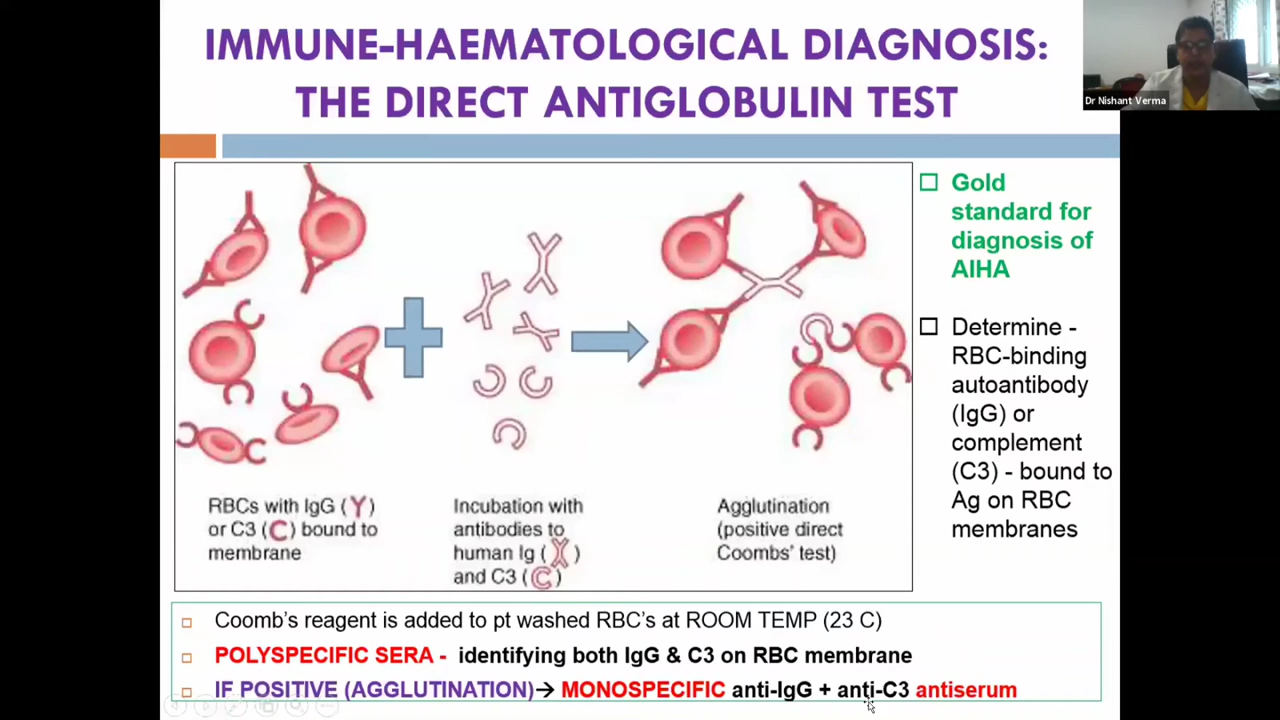 IMMUNE-HAEMATOLOGICAL DIAGNOSIS:
THE DIRECT ANTIGLOBULIN TEST
Dr Nishant Verma
Gold
standard for
diagnosis of
AIHA
Determine -
RBC-binding
autoantibody
(IgG) or
complement
(C3) - bound to
Ag on RBC
membranes
RBCs with IgG (Y)
or C3 (C) bound to
membrane
Incubation with
antibodies to
human Ig ( )
and C3 (C)
Agglutination
(positive direct
Coombs' test)
Coomb's reagent is added to pt washed RBC's at ROOM TEMP (23 C)
POLYSPECIFIC SERA - identifying both IgG & C3 on RBC membrane
IF POSITIVE (AGGLUTINATION)→ MONOSPECIFIC anti-IgG + anti-C3 antiserum